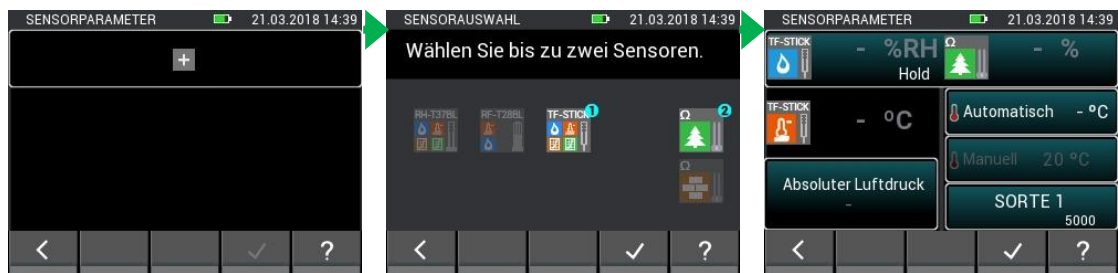 SENSORPARAMETER 21.03.2018 14:39
+
< ✓ ?
SENSORAUSWAHL 21.03.2018 14:39
Wählen Sie bis zu zwei Sensoren.
RH-T37BL RF-T28BL TF-STICK 1 Ω 2
Ω
< ✓ ?
SENSORPARAMETER 21.03.2018 14:39
TF-STICK - %RH Ω - %
Hold
TF-STICK - °C
Automatisch - °C
Manuell 20 °C
Absoluter Luftdruck
-
SORTE 1
5000
< ✓ ?